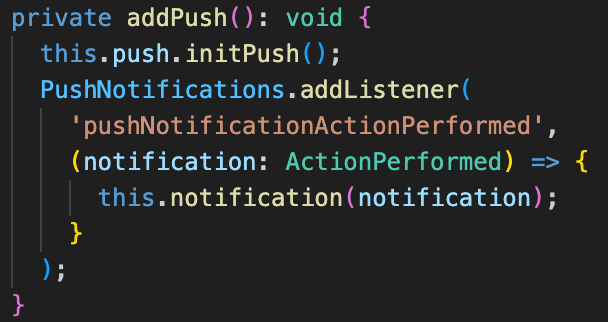 private addPush(): void {
this.push.initPush();
PushNotifications.addListener(
'pushNotificationActionPerformed',
(notification: ActionPerformed) => {
this.notification(notification);
}
);
}